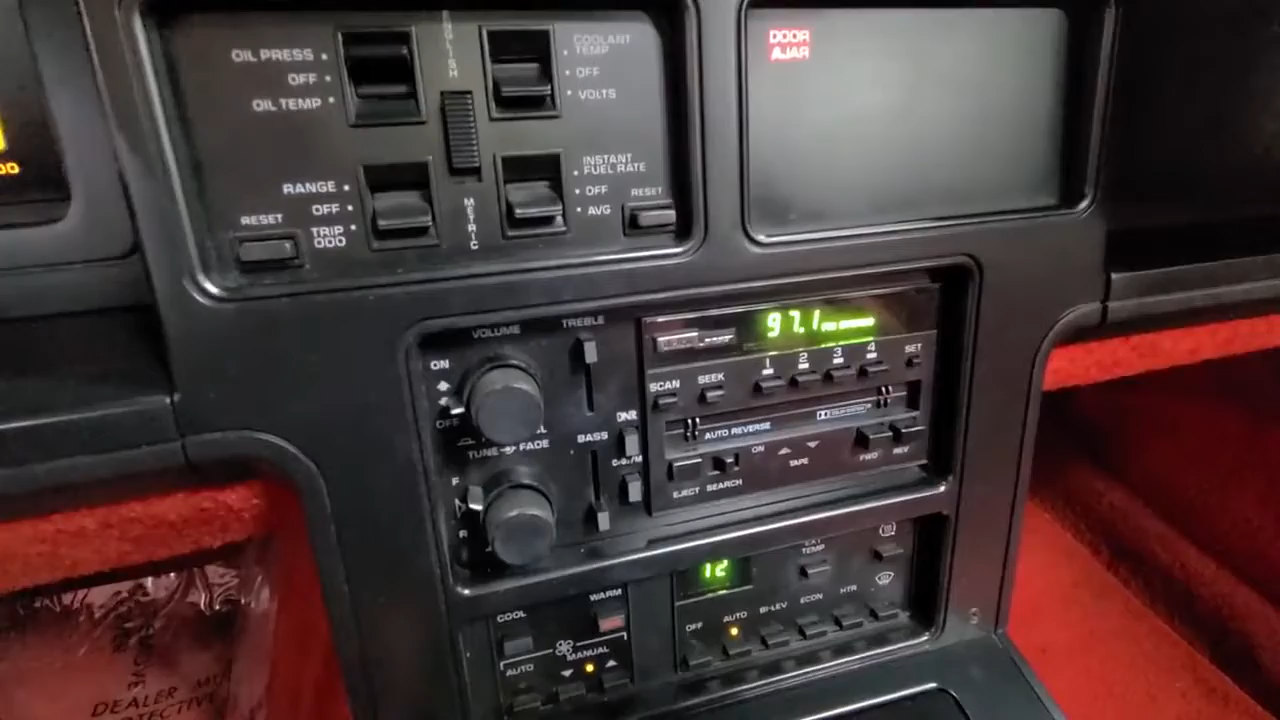 ENGLISH
COOLANT
TEMP
OIL PRESS
OFF
OIL TEMP
OFF
VOLTS
DOOR
AJAR
RANGE
OFF
TRIP
ODO
RESET
METRIC
INSTANT
FUEL RATE
OFF
AVG
RESET
VOLUME
TREBLE
ON
OFF
TUNE
FADE
BASS
DNR
97.1
SCAN
SEEK
1 2 3 4
SET
AUTO REVERSE
DOLBY SYSTEM
ON
TAPE
FWD
REV
EJECT
SEARCH
F
R
12
EXT
TEMP
COOL
WARM
AUTO
MANUAL
OFF
AUTO
BI-LEV
ECON
HTR
DEALER